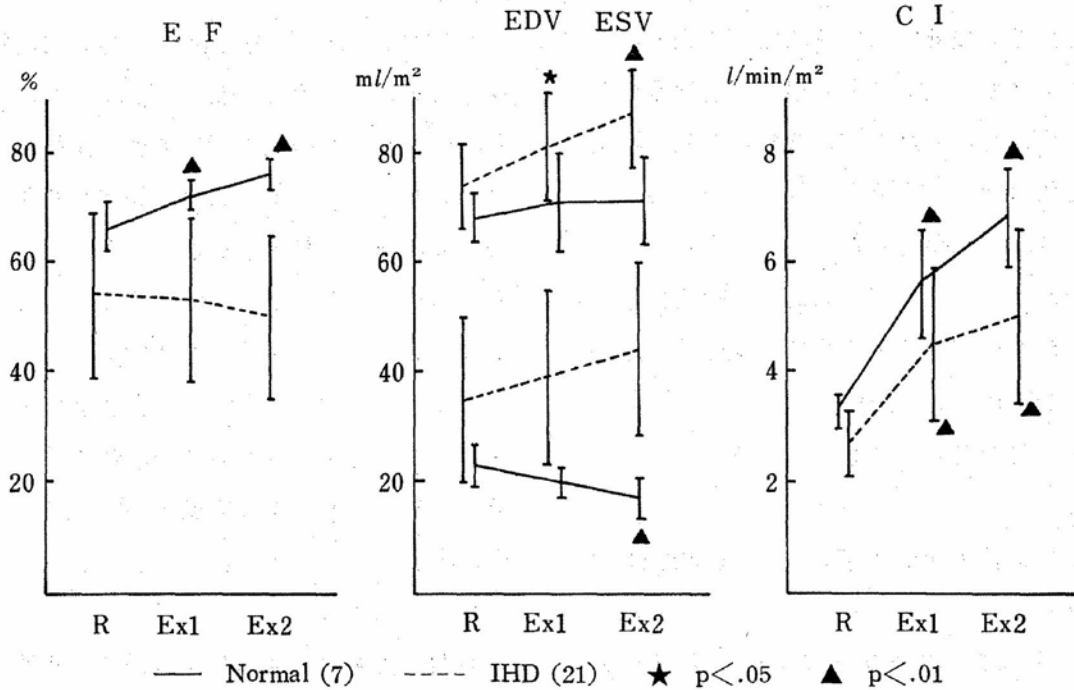 E F
EDV ESV
C I
%
ml/m²
l/min/m²
80
60
40
20
80
60
40
20
8
6
4
2
R Ex1 Ex2
R Ex1 Ex2
R Ex1 Ex2
Normal (7) IHD (21) ★ p<.05 ▲ p<.01